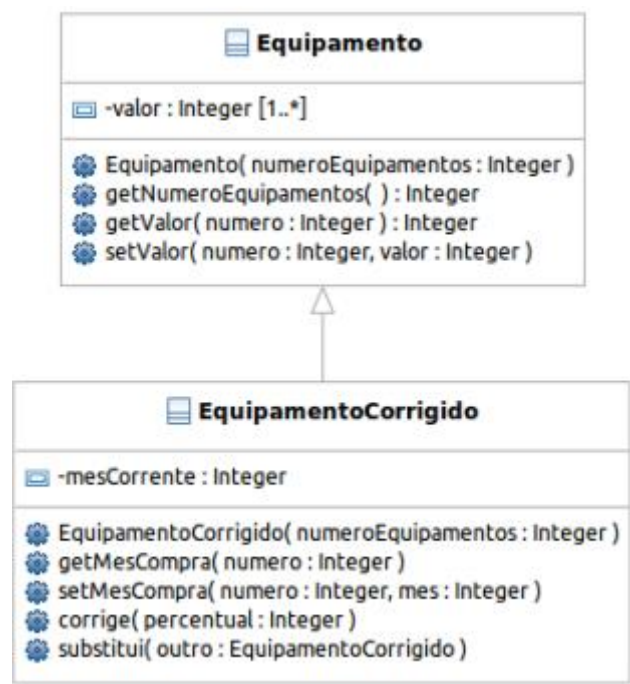 Equipamento
-valor : Integer [1..*]
Equipamento( numeroEquipamentos : Integer )
getNumeroEquipamentos( ) : Integer
getValor( numero : Integer ) : Integer
setValor( numero : Integer, valor : Integer )
EquipamentoCorrigido
-mesCorrente : Integer
EquipamentoCorrigido( numeroEquipamentos : Integer )
getMesCompra( numero : Integer )
setMesCompra( numero : Integer, mes : Integer )
corrige( percentual : Integer )
substitui( outro : EquipamentoCorrigido )